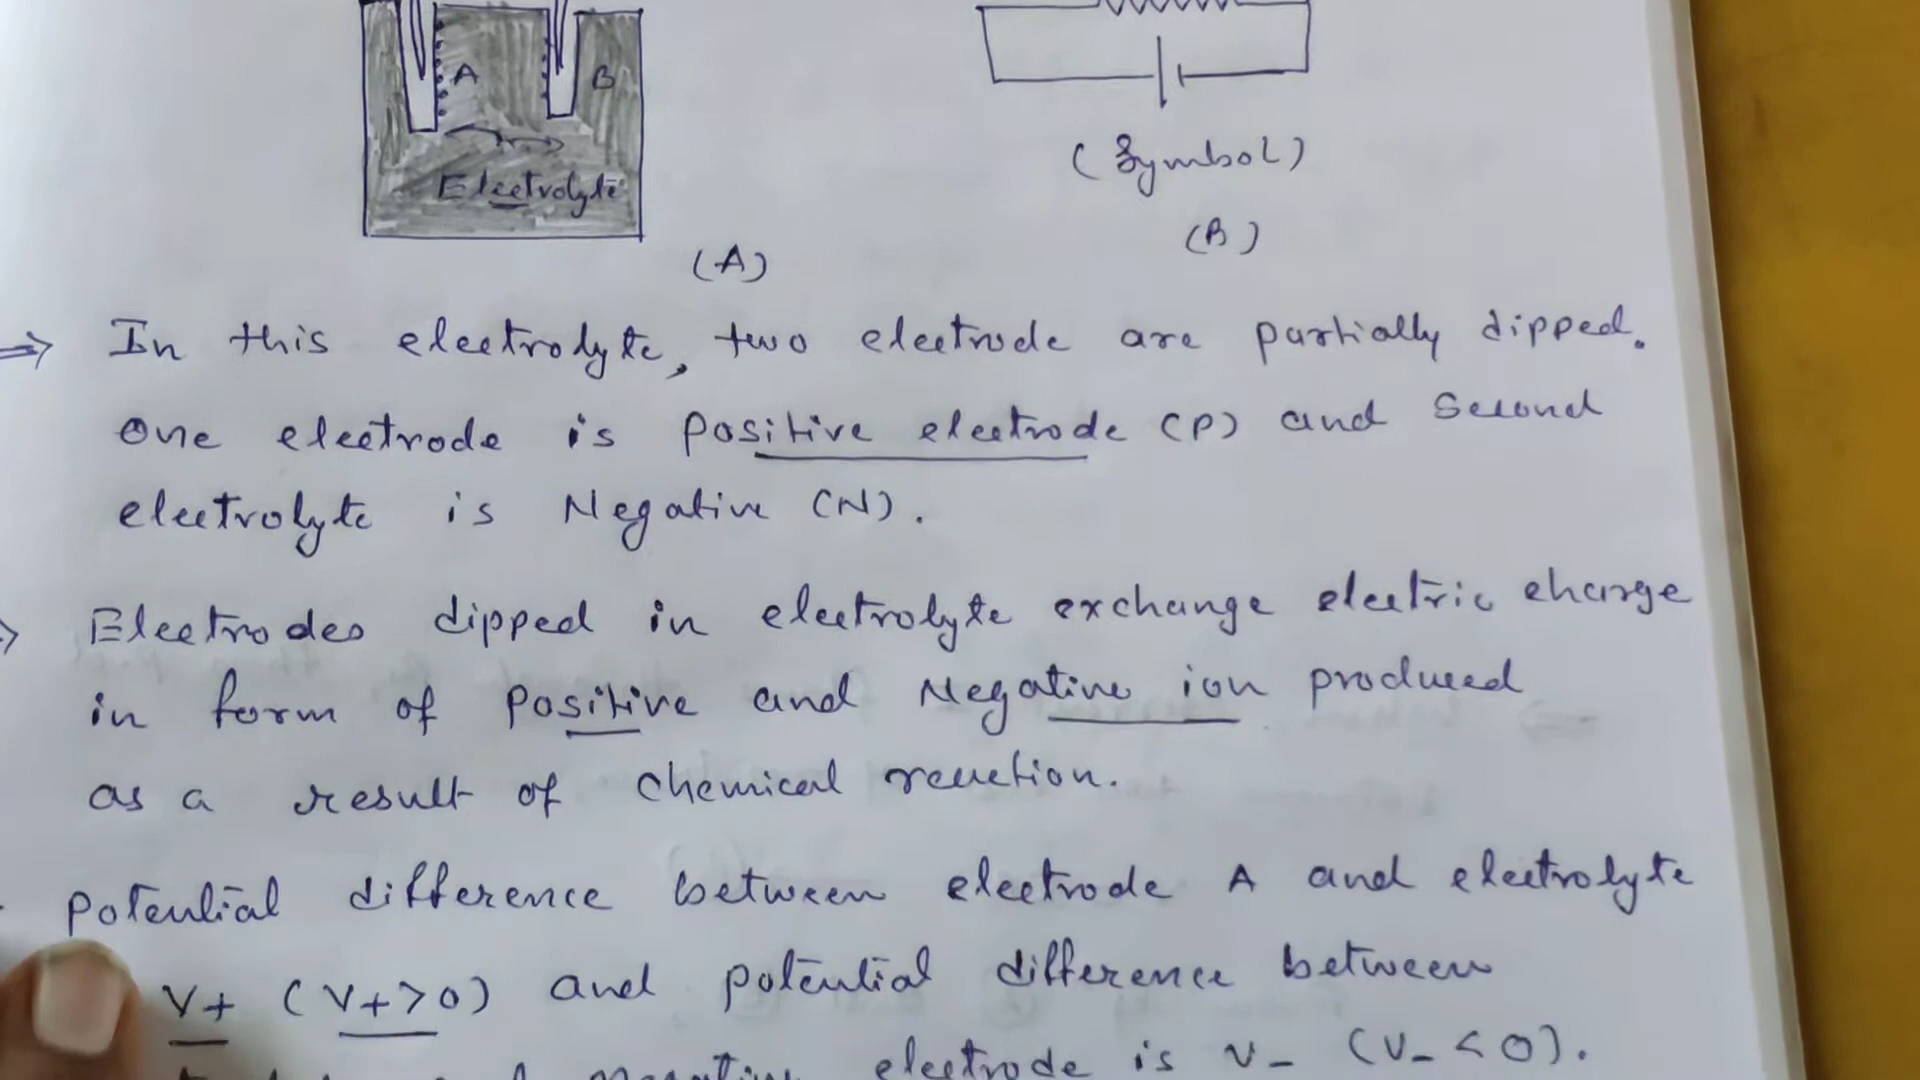 A B
Electrolyte
(Symbol)
(B)
(A)
⇒ In this electrolyte, two electrode are partially dipped.
One electrode is positive electrode (P) and Second
electrolyte is Negative (N).
Electrodes dipped in electrolyte exchange electric charge
in form of positive and Negative ion produced
as a result of chemical reaction.
Potential difference between electrode A and electrolyte
V+ (V+>0) and potential difference between
negative electrode is V- (V- < 0).